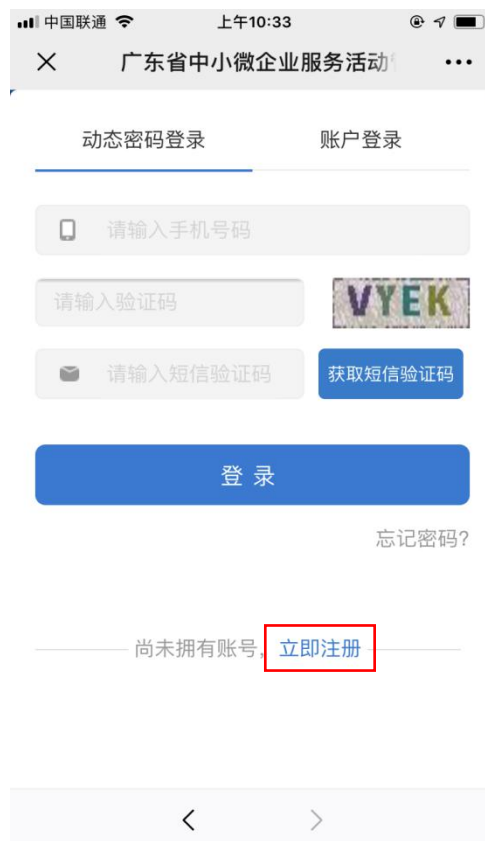 中国联通 上午10:33
广东省中小微企业服务活动
动态密码登录 账户登录
请输入手机号码
请输入验证码 VYEK
请输入短信验证码 获取短信验证码
登录
忘记密码?
尚未拥有账号, 立即注册